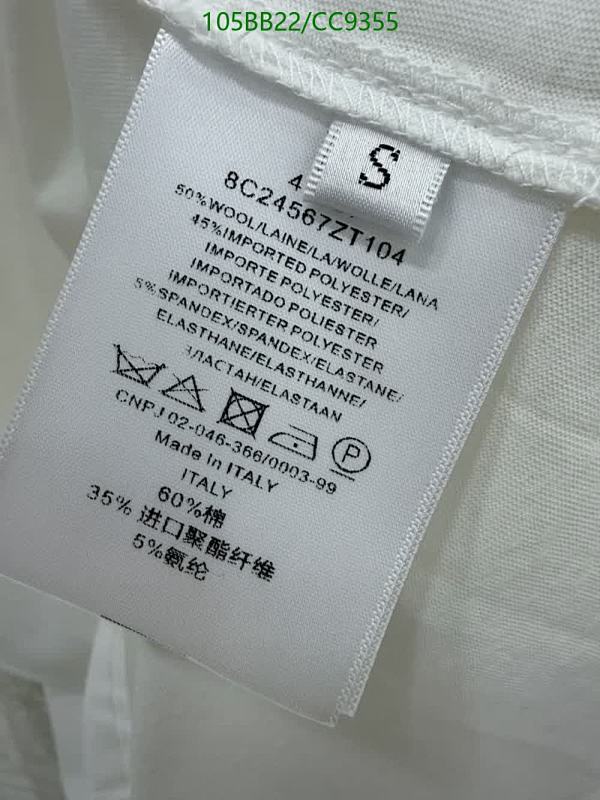 105BB22/CC9355
S
4
8C24567ZT104
50%WOOL/LAINE/LA/WOLLE/LANA
45%IMPORTED POLYESTER/
IMPORTE POLYESTER/
IMPORTADO POLIESTER
IMPORTIERTER POLYESTER
5%SPANDEX/SPANDEX/ELASTANE/
ELASTHANE/ELASTHANNE/
ЭЛАСТАН/ELASTAAN
P
CNPJ 02-046-366/0003-99
Made in ITALY
ITALY
60%棉
35% 进口聚酯纤维
5%氨纶